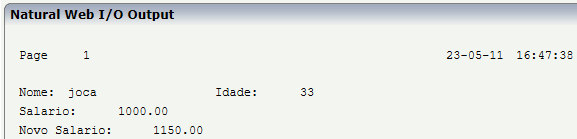 Natural Web I/O Output
Page 1 23-05-11 16:47:38
Nome: joca Idade: 33
Salario: 1000.00
Novo Salario: 1150.00